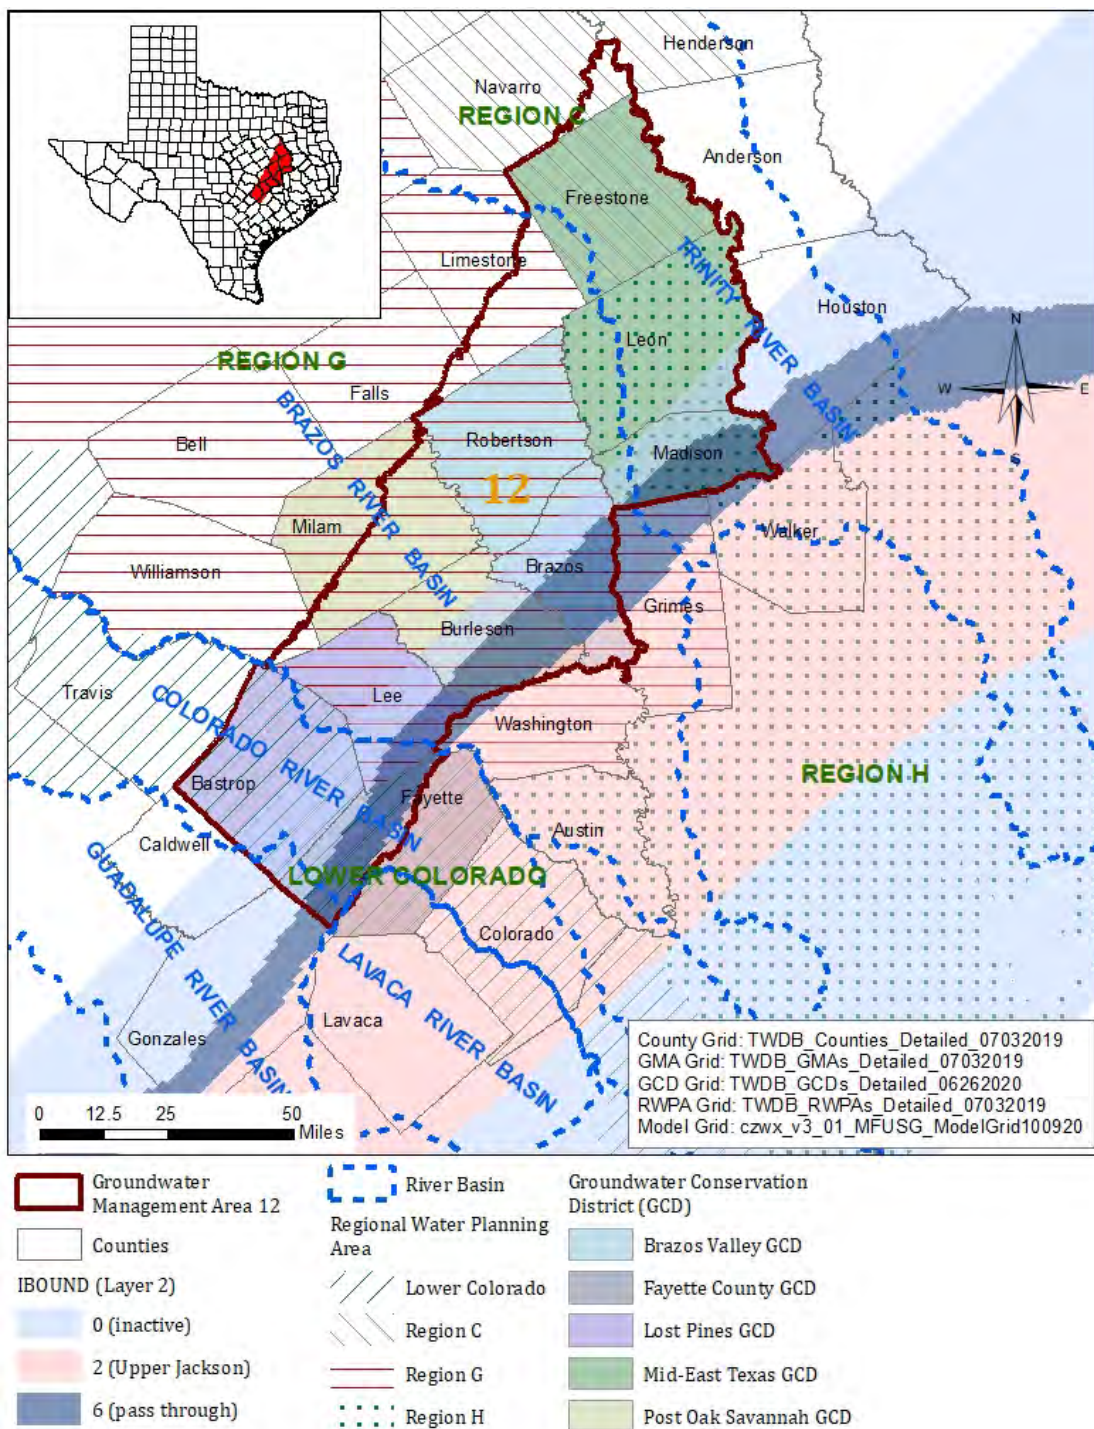 Henderson
Navarro
REGION C
Anderson
Freestone
Limestone
TRINITY RIVER BASIN
Houston
Leon
N
W
E
S
REGION G
Falls
BRAZOS RIVER BASIN
Bell
Robertson
Madison
12
Milam
Walker
Williamson
Brazos
Grimes
Burleson
Travis
Lee
COLORADO RIVER BASIN
Washington
Bastrop
REGION H
Fayette
Caldwell
Austin
GUADALUPE RIVER BASIN
LOWER COLORADO
Colorado
LAVACA RIVER BASIN
Lavaca
Gonzales
County Grid: TWDB_Counties_Detailed_07032019
GMA Grid: TWDB_GMAs_Detailed_07032019
GCD Grid: TWDB_GCDs_Detailed_06262020
RWPA Grid: TWDB_RWPAs_Detailed_07032019
Model Grid: czwx_v3_01_MFUSG_ModelGrid100920
0 12.5 25 50
Miles
Groundwater
Management Area 12
Counties
IBOUND (Layer 2)
0 (inactive)
2 (Upper Jackson)
6 (pass through)
River Basin
Regional Water Planning
Area
Lower Colorado
Region C
Region G
Region H
Groundwater Conservation
District (GCD)
Brazos Valley GCD
Fayette County GCD
Lost Pines GCD
Mid-East Texas GCD
Post Oak Savannah GCD